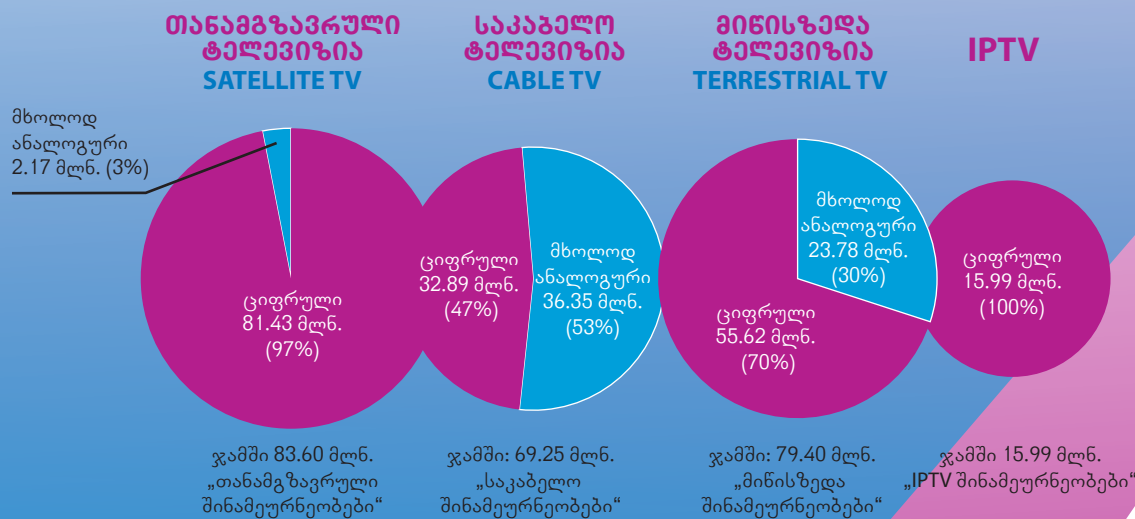 თანამგზავრული
ტელევიზია
SATELLITE TV
საკაბელო
ტელევიზია
CABLE TV
მიწისზედა
ტელევიზია
TERRESTRIAL TV
IPTV
მხოლოდ
ანალოგური
2.17 მლნ. (3%)
ციფრული
81.43 მლნ.
(97%)
ციფრული
32.89 მლნ.
(47%)
მხოლოდ
ანალოგური
36.35 მლნ.
(53%)
მხოლოდ
ანალოგური
23.78 მლნ.
(30%)
ციფრული
55.62 მლნ.
(70%)
ციფრული
15.99 მლნ.
(100%)
ჯამში 83.60 მლნ.
„თანამგზავრული
შინამეურნეობები“
ჯამში: 69.25 მლნ.
„საკაბელო
შინამეურნეობები“
ჯამში: 79.40 მლნ.
„მიწისზედა
შინამეურნეობები“
ჯამში 15.99 მლნ.
„IPTV შინამეურნეობები“